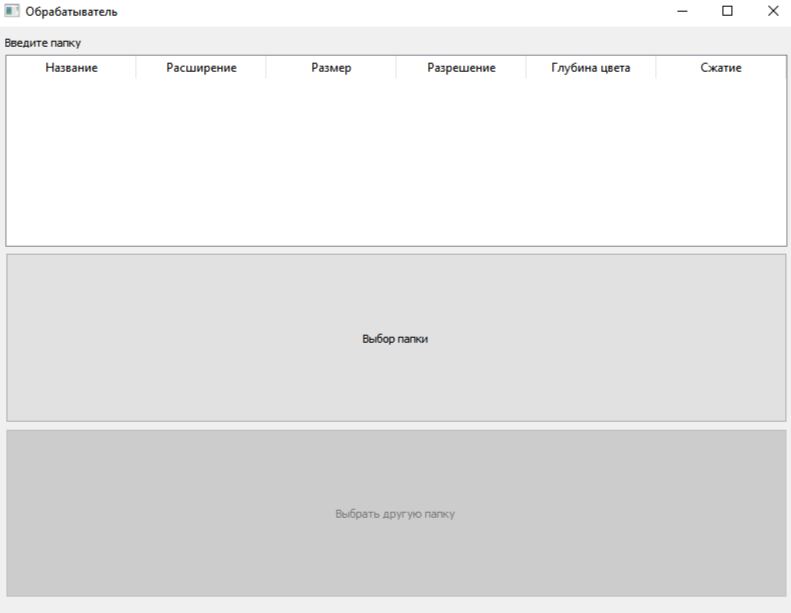 Обрабатыватель
Введите папку
Название Расширение Размер Разрешение Глубина цвета Сжатие
Выбор папки
Выбрать другую папку